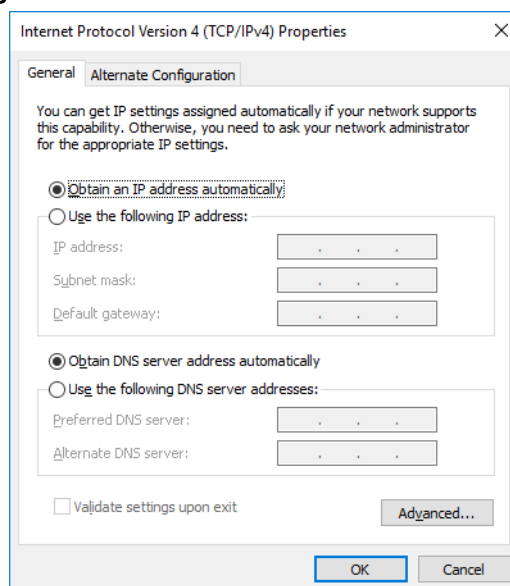 Internet Protocol Version 4 (TCP/IPv4) Properties
General Alternate Configuration
You can get IP settings assigned automatically if your network supports
this capability. Otherwise, you need to ask your network administrator
for the appropriate IP settings.
Obtain an IP address automatically
Use the following IP address:
IP address:
Subnet mask:
Default gateway:
Obtain DNS server address automatically
Use the following DNS server addresses:
Preferred DNS server:
Alternate DNS server:
Validate settings upon exit
Advanced...
OK Cancel